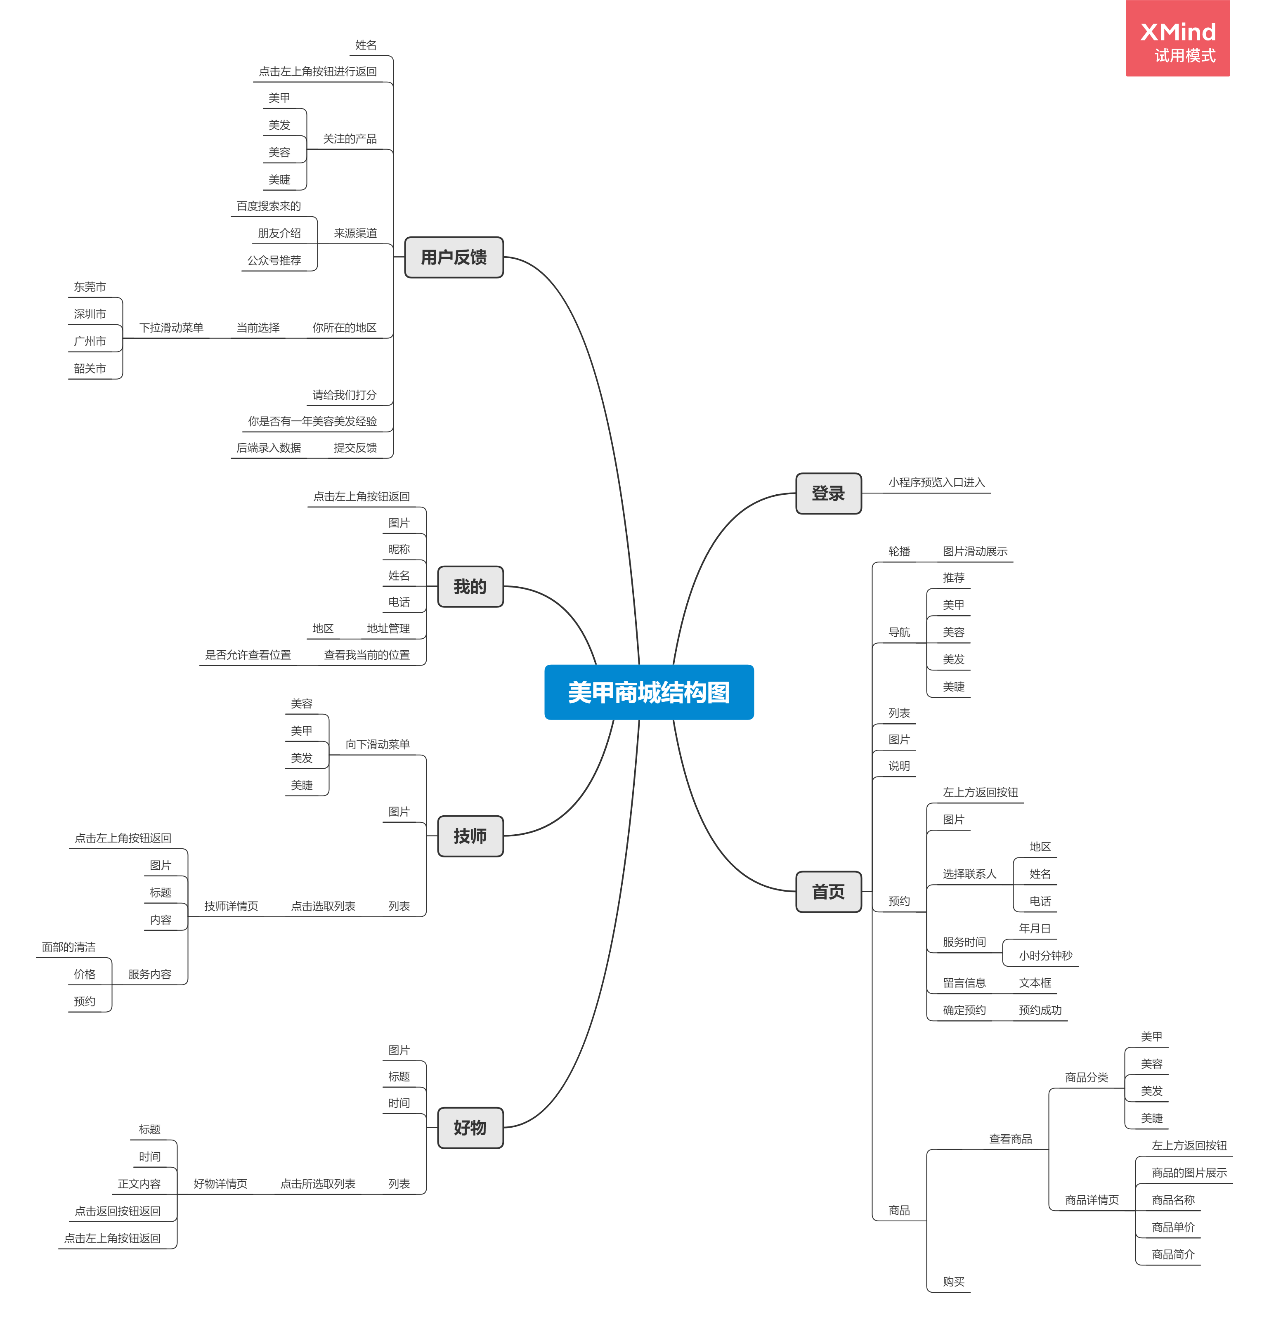 XMind
试用模式
美甲商城结构图
登录
小程序预览入口进入
首页
轮播
图片滑动展示
导航
推荐
美甲
美容
美发
美睫
列表
图片
说明
预约
左上方返回按钮
图片
选择联系人
地区
姓名
电话
服务时间
年月日
小时分钟秒
留言信息
文本框
确定预约
预约成功
商品
查看商品
商品分类
美甲
美容
美发
美睫
商品详情页
左上方返回按钮
商品的图片展示
商品名称
商品单价
商品简介
购买
用户反馈
姓名
点击左上角按钮进行返回
关注的产品
美甲
美发
美容
美睫
来源渠道
百度搜索来的
朋友介绍
公众号推荐
你所在的地区
当前选择
下拉滑动菜单
东莞市
深圳市
广州市
韶关市
请给我们打分
你是否有一年美容美发经验
提交反馈
后端录入数据
我的
点击左上角按钮返回
图片
昵称
姓名
电话
地址管理
地区
查看我当前的位置
是否允许查看位置
技师
向下滑动菜单
美容
美甲
美发
美睫
图片
列表
点击选取列表
技师详情页
点击左上角按钮返回
图片
标题
内容
服务内容
面部的清洁
价格
预约
好物
图片
标题
时间
列表
点击所选取列表
好物详情页
标题
时间
正文内容
点击返回按钮返回
点击左上角按钮返回